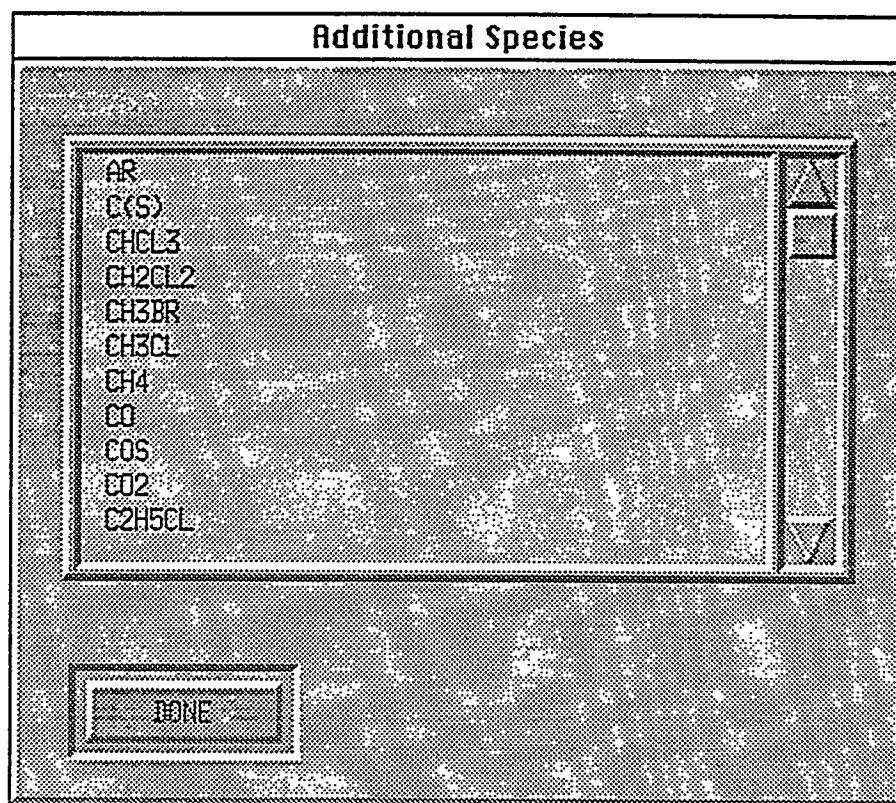 Additional Species
AR
C(S)
CHCL3
CH2CL2
CH3BR
CH3CL
CH4
CO
COS
CO2
C2H5CL
DONE